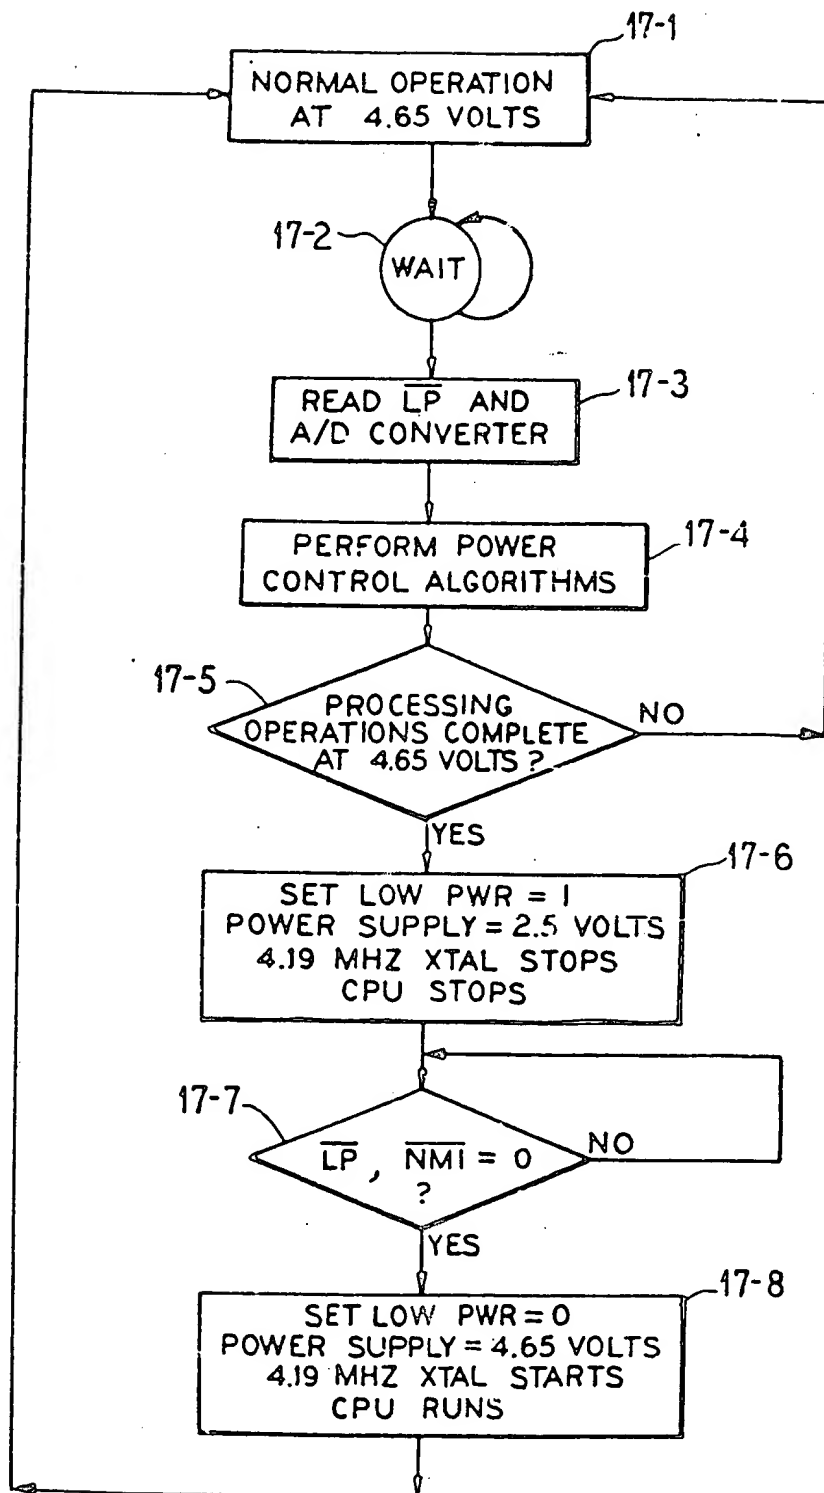 17-1
NORMAL OPERATION
AT 4.65 VOLTS
17-2
WAIT
17-3
READ L̅P̅ AND
A/D CONVERTER
17-4
PERFORM POWER
CONTROL ALGORITHMS
17-5
PROCESSING
OPERATIONS COMPLETE
AT 4.65 VOLTS?
NO
YES
17-6
SET LOW PWR = 1
POWER SUPPLY = 2.5 VOLTS
4.19 MHZ XTAL STOPS
CPU STOPS
17-7
L̅P̅, N̅M̅I̅ = 0
?
NO
YES
17-8
SET LOW PWR = 0
POWER SUPPLY = 4.65 VOLTS
4.19 MHZ XTAL STARTS
CPU RUNS